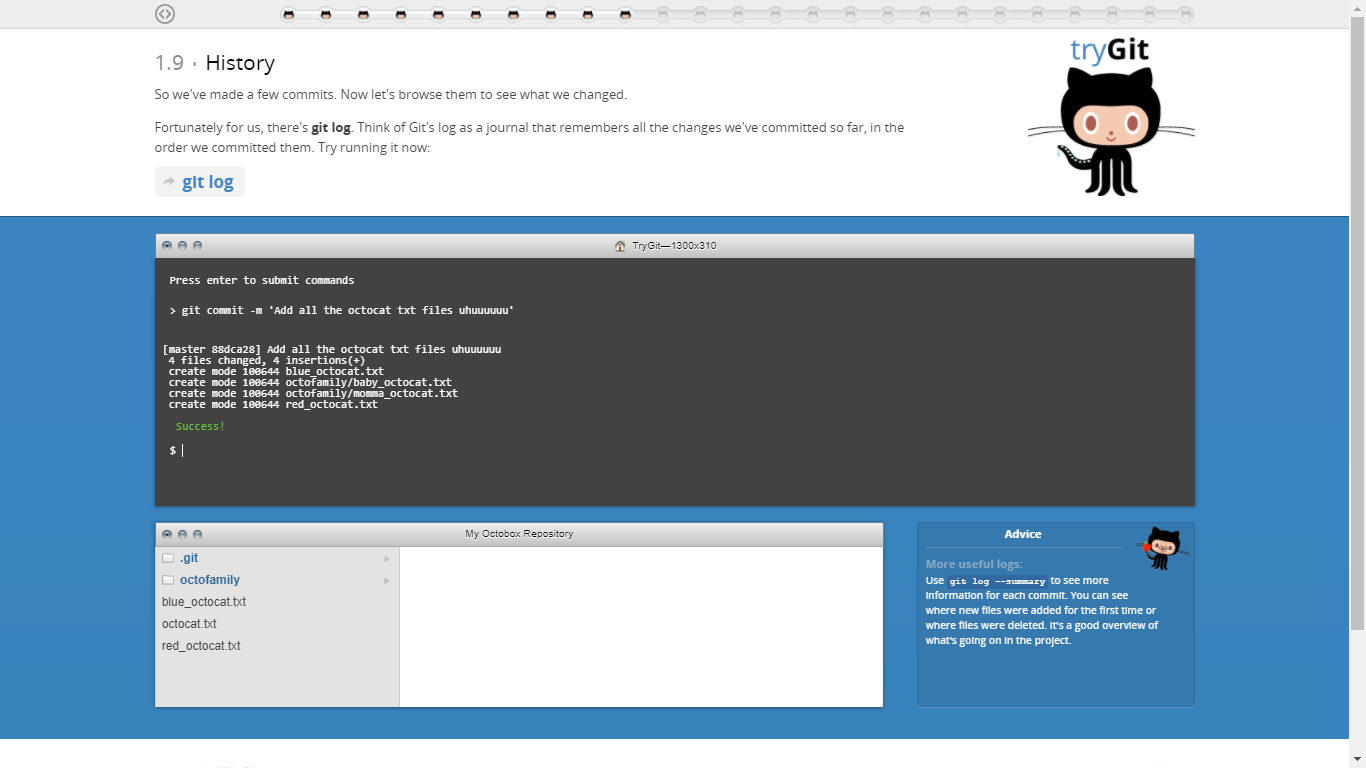 tryGit
1.9 · History
So we've made a few commits. Now let's browse them to see what we changed.
Fortunately for us, there's git log. Think of Git's log as a journal that remembers all the changes we've committed so far, in the
order we committed them. Try running it now:
git log
TryGit—1300x310
Press enter to submit commands
> git commit -m 'Add all the octocat txt files uhuuuuuu'
[master 88dca28] Add all the octocat txt files uhuuuuuu
4 files changed, 4 insertions(+)
create mode 100644 blue_octocat.txt
create mode 100644 octofamily/baby_octocat.txt
create mode 100644 octofamily/momma_octocat.txt
create mode 100644 red_octocat.txt
Success!
$
My Octobox Repository
.git
octofamily
blue_octocat.txt
octocat.txt
red_octocat.txt
Advice
More useful logs:
Use git log --summary to see more
information for each commit. You can see
where new files were added for the first time or
where files were deleted. It's a good overview of
what's going on in the project.